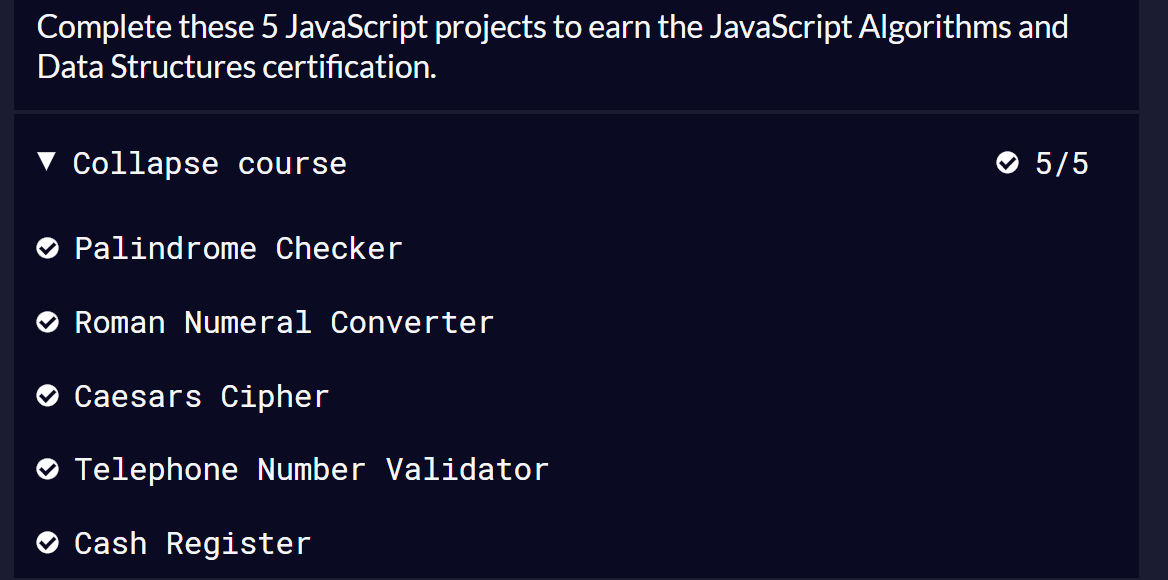 Complete these 5 JavaScript projects to earn the JavaScript Algorithms and
Data Structures certification.
Collapse course 5/5
Palindrome Checker
Roman Numeral Converter
Caesars Cipher
Telephone Number Validator
Cash Register